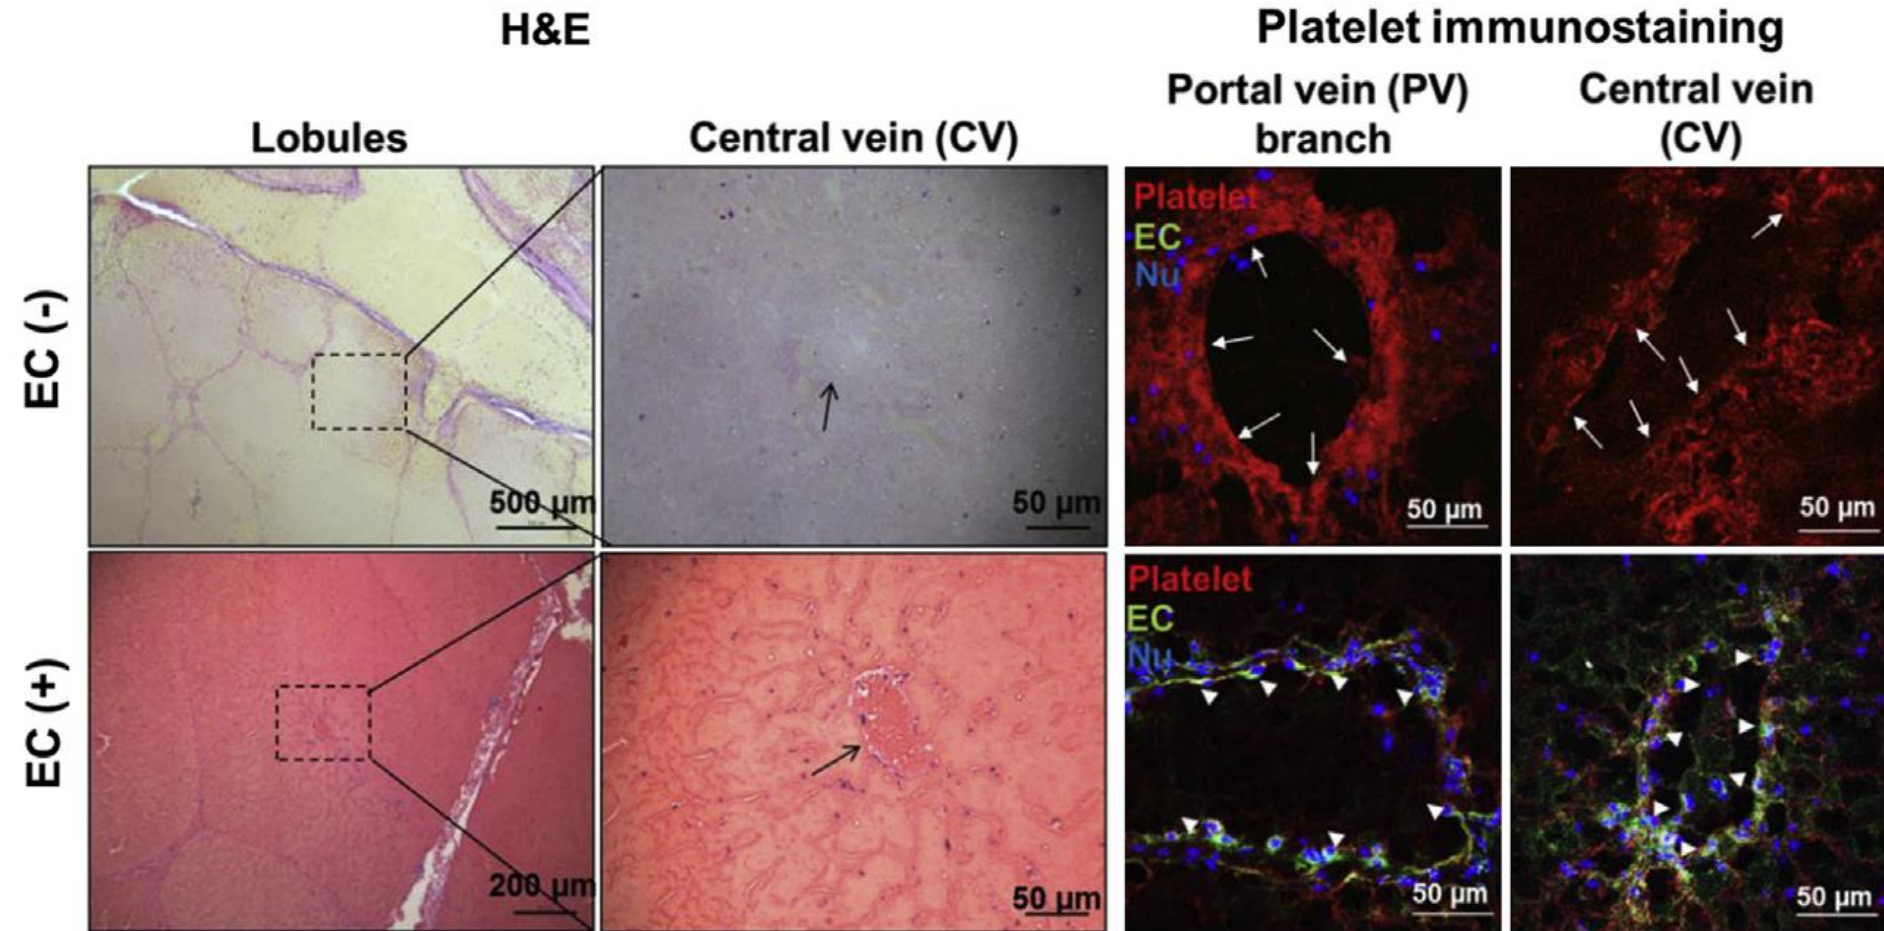 H&E
Platelet immunostaining
Lobules
Central vein (CV)
Portal vein (PV)
branch
Central vein
(CV)
EC (-)
500 µm
50 µm
Platelet
EC
Nu
50 µm
50 µm
EC (+)
200 µm
50 µm
Platelet
EC
Nu
50 µm
50 µm